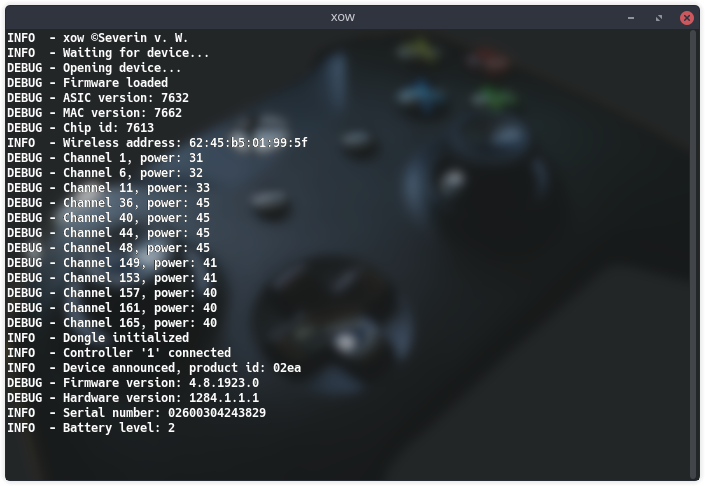 xow
INFO  - xow ©Severin v. W.
INFO  - Waiting for device...
DEBUG - Opening device...
DEBUG - Firmware loaded
DEBUG - ASIC version: 7632
DEBUG - MAC version: 7662
DEBUG - Chip id: 7613
INFO  - Wireless address: 62:45:b5:01:99:5f
DEBUG - Channel 1, power: 31
DEBUG - Channel 6, power: 32
DEBUG - Channel 11, power: 33
DEBUG - Channel 36, power: 45
DEBUG - Channel 40, power: 45
DEBUG - Channel 44, power: 45
DEBUG - Channel 48, power: 45
DEBUG - Channel 149, power: 41
DEBUG - Channel 153, power: 41
DEBUG - Channel 157, power: 40
DEBUG - Channel 161, power: 40
DEBUG - Channel 165, power: 40
INFO  - Dongle initialized
INFO  - Controller '1' connected
INFO  - Device announced, product id: 02ea
DEBUG - Firmware version: 4.8.1923.0
DEBUG - Hardware version: 1284.1.1.1
INFO  - Serial number: 02600304243829
INFO  - Battery level: 2